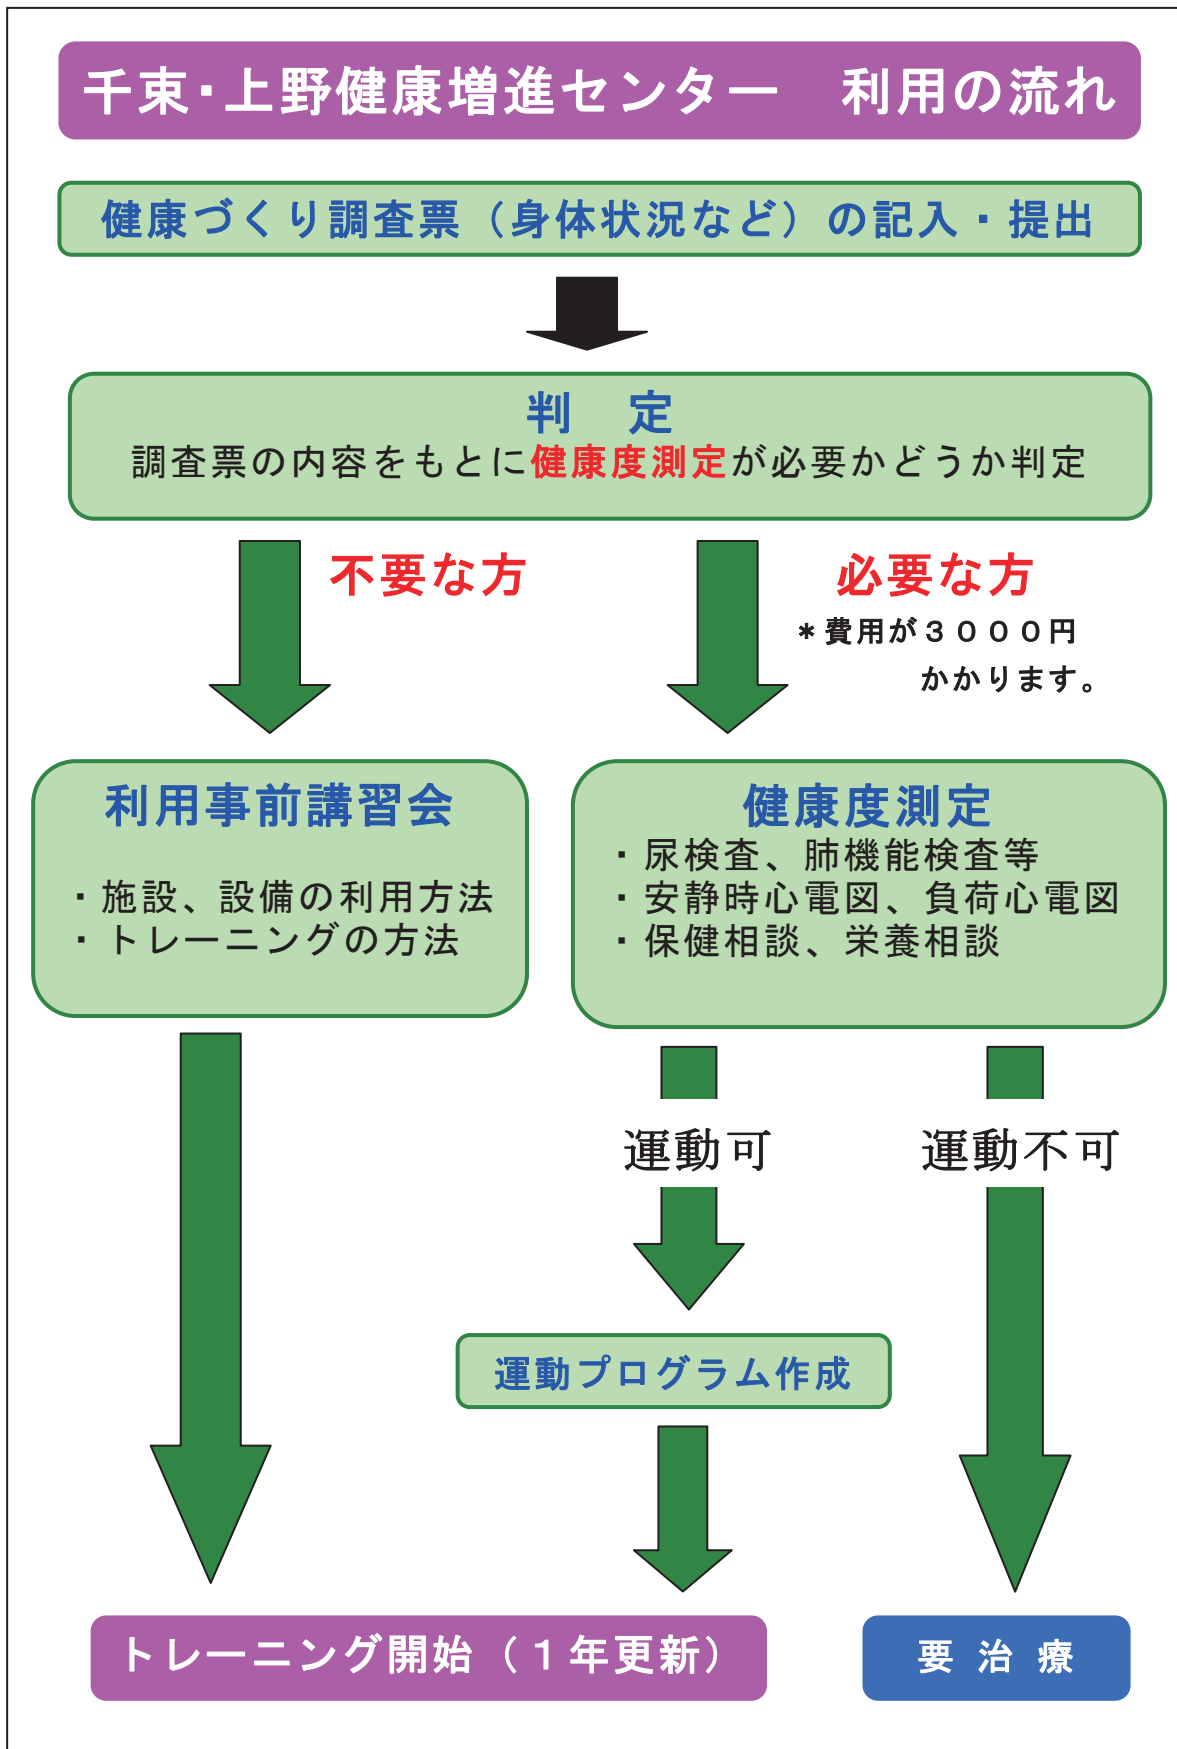 千束・上野健康増進センター　利用の流れ
健康づくり調査票（身体状況など）の記入・提出
判　定
調査票の内容をもとに健康度測定が必要かどうか判定
不要な方
必要な方
＊費用が３０００円
かかります。
利用事前講習会
・施設、設備の利用方法
・トレーニングの方法
健康度測定
・尿検査、肺機能検査等
・安静時心電図、負荷心電図
・保健相談、栄養相談
運動可
運動不可
運動プログラム作成
トレーニング開始（１年更新）
要 治 療